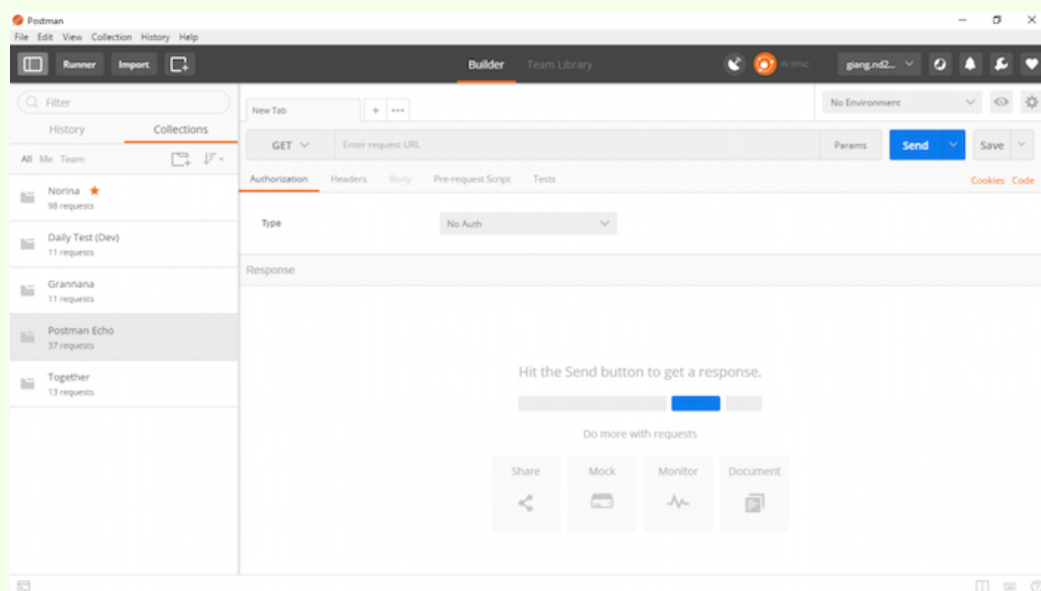 Postman
File Edit View Collection History Help
Runner Import Builder Team Library IN SYNC giang.nd2...
Filter
History Collections
All Me Team
Norina
98 requests
Daily Test (Dev)
11 requests
Grannana
11 requests
Postman Echo
37 requests
Together
13 requests
New Tab + ••• No Environment
GET Enter request URL Params Send Save
Authorization Headers Body Pre-request Script Tests Cookies Code
Type No Auth
Response
Hit the Send button to get a response.
Do more with requests
Share Mock Monitor Document